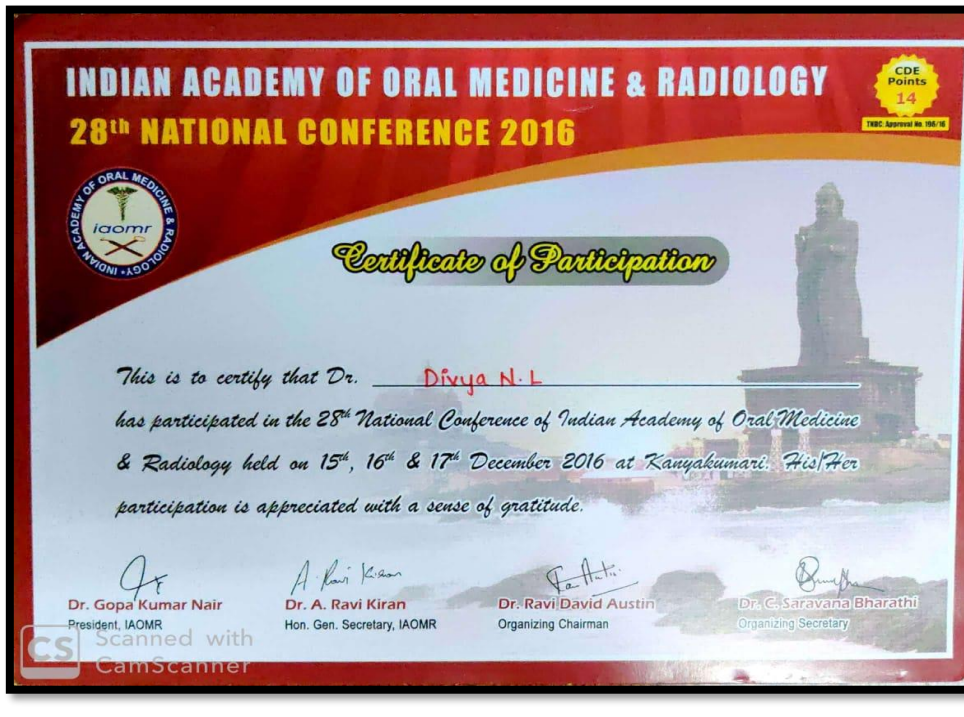 INDIAN ACADEMY OF ORAL MEDICINE & RADIOLOGY
28th NATIONAL CONFERENCE 2016
CDE
Points
14
TNDC: Approval No. 196/16
INDIAN ACADEMY OF ORAL MEDICINE & RADIOLOGY
iaomr
Certificate of Participation
This is to certify that Dr. Divya N.L
has participated in the 28th National Conference of Indian Academy of Oral Medicine
& Radiology held on 15th, 16th & 17th December 2016 at Kanyakumari. His/Her
participation is appreciated with a sense of gratitude.
A. Ravi Kiran
Dr. Gopa Kumar Nair
President, IAOMR
Dr. A. Ravi Kiran
Hon. Gen. Secretary, IAOMR
Dr. Ravi David Austin
Organizing Chairman
Dr. C. Saravana Bharathi
Organizing Secretary
CS
Scanned with
CamScanner